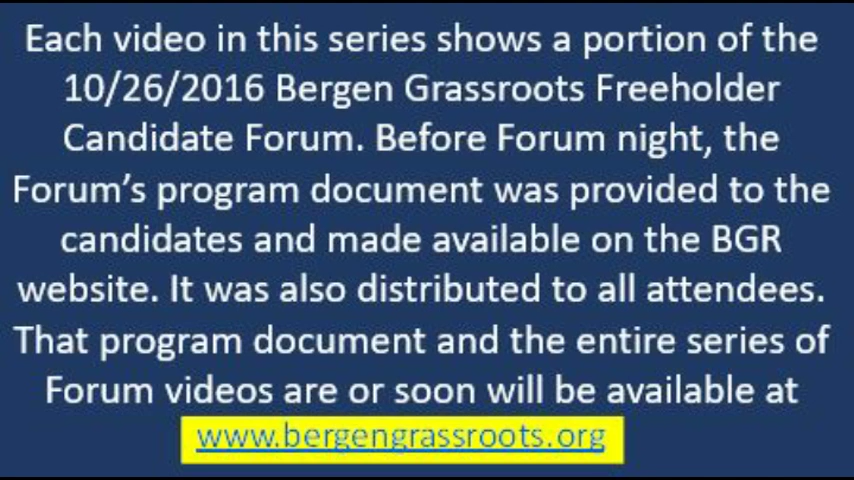 Each video in this series shows a portion of the
10/26/2016 Bergen Grassroots Freeholder
Candidate Forum. Before Forum night, the
Forum's program document was provided to the
candidates and made available on the BGR
website. It was also distributed to all attendees.
That program document and the entire series of
Forum videos are or soon will be available at
www.bergengrassroots.org